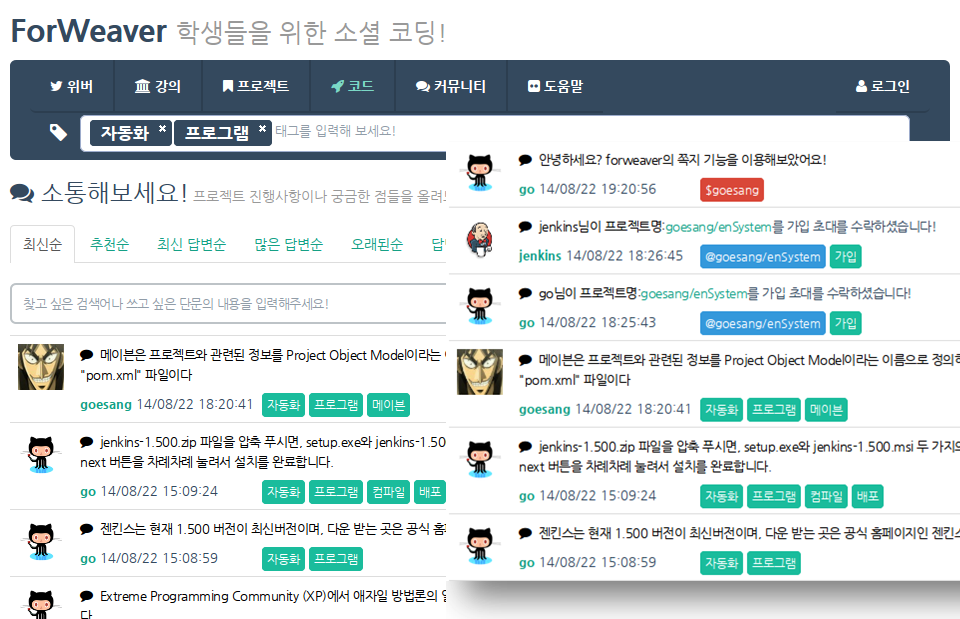 ForWeaver 학생들을 위한 소셜 코딩!
위버 강의 프로젝트 코드 커뮤니티 도움말 로그인
자동화 × 프로그램 × 태그를 입력해 보세요!
소통해보세요! 프로젝트 진행사항이나 궁금한 점들을 올려
최신순 추천순 최신 답변순 많은 답변순 오래된순
찾고 싶은 검색어나 쓰고 싶은 단문의 내용을 입력해주세요!
메이븐은 프로젝트와 관련된 정보를 Project Object Model이라는
"pom.xml" 파일이다
goesang 14/08/22 18:20:41 자동화 프로그램 메이븐
jenkins-1.500.zip 파일을 압축 푸시면, setup.exe와 jenkins-1.50
next 버튼을 차례차례 눌려서 설치를 완료합니다.
go 14/08/22 15:09:24 자동화 프로그램 컴파일 배포
젠킨스는 현재 1.500 버전이 최신버전이며, 다운 받는 곳은 공식
go 14/08/22 15:08:59 자동화 프로그램
Extreme Programming Community (XP)에서 애자일 방법론의
다
안녕하세요? forweaver의 쪽지 기능을 이용해보았어요!
go 14/08/22 19:20:56 $goesang
jenkins님이 프로젝트명:goesang/enSystem를 가입 초대를 수락하셨습니다!
jenkins 14/08/22 18:26:45 @goesang/enSystem 가입
go님이 프로젝트명:goesang/enSystem를 가입 초대를 수락하셨습니다!
go 14/08/22 18:25:43 @goesang/enSystem 가입
메이븐은 프로젝트와 관련된 정보를 Project Object Model이라는 이름으로 정의
"pom.xml" 파일이다
goesang 14/08/22 18:20:41 자동화 프로그램 메이븐
jenkins-1.500.zip 파일을 압축 푸시면, setup.exe와 jenkins-1.500.msi 두 가지
next 버튼을 차례차례 눌려서 설치를 완료합니다.
go 14/08/22 15:09:24 자동화 프로그램 컴파일 배포
젠킨스는 현재 1.500 버전이 최신버전이며, 다운 받는 곳은 공식 홈페이지인 젠킨스
go 14/08/22 15:08:59 자동화 프로그램